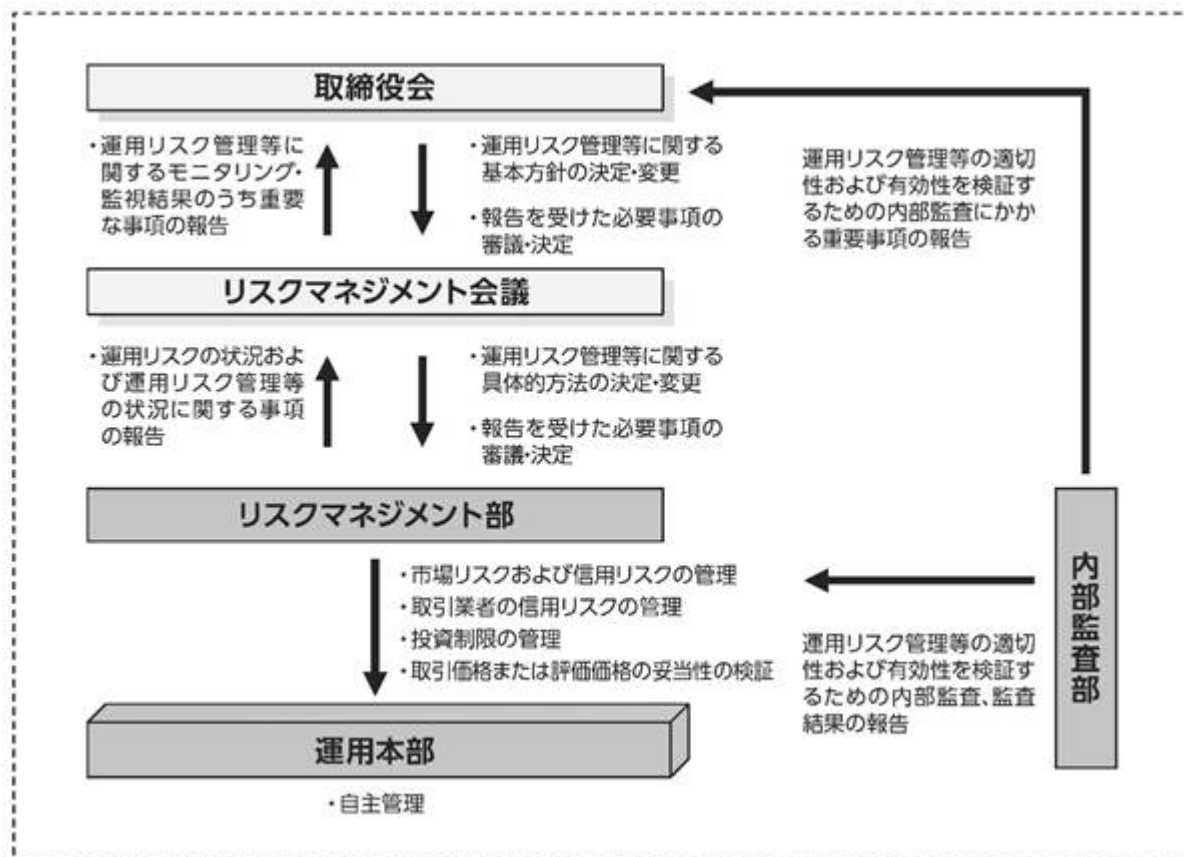 取締役会
・運用リスク管理等に
関するモニタリング・
監視結果のうち重要
な事項の報告
・運用リスク管理等に関する
基本方針の決定・変更
・報告を受けた必要事項の
審議・決定
運用リスク管理等の適切
性および有効性を検証す
るための内部監査にかか
る重要事項の報告
リスクマネジメント会議
・運用リスクの状況およ
び運用リスク管理等
の状況に関する事項
の報告
・運用リスク管理等に関する
具体的方法の決定・変更
・報告を受けた必要事項の
審議・決定
リスクマネジメント部
・市場リスクおよび信用リスクの管理
・取引業者の信用リスクの管理
・投資制限の管理
・取引価格または評価価格の妥当性の検証
運用リスク管理等の適切
性および有効性を検証す
るための内部監査、監査
結果の報告
内部監査部
運用本部
・自主管理